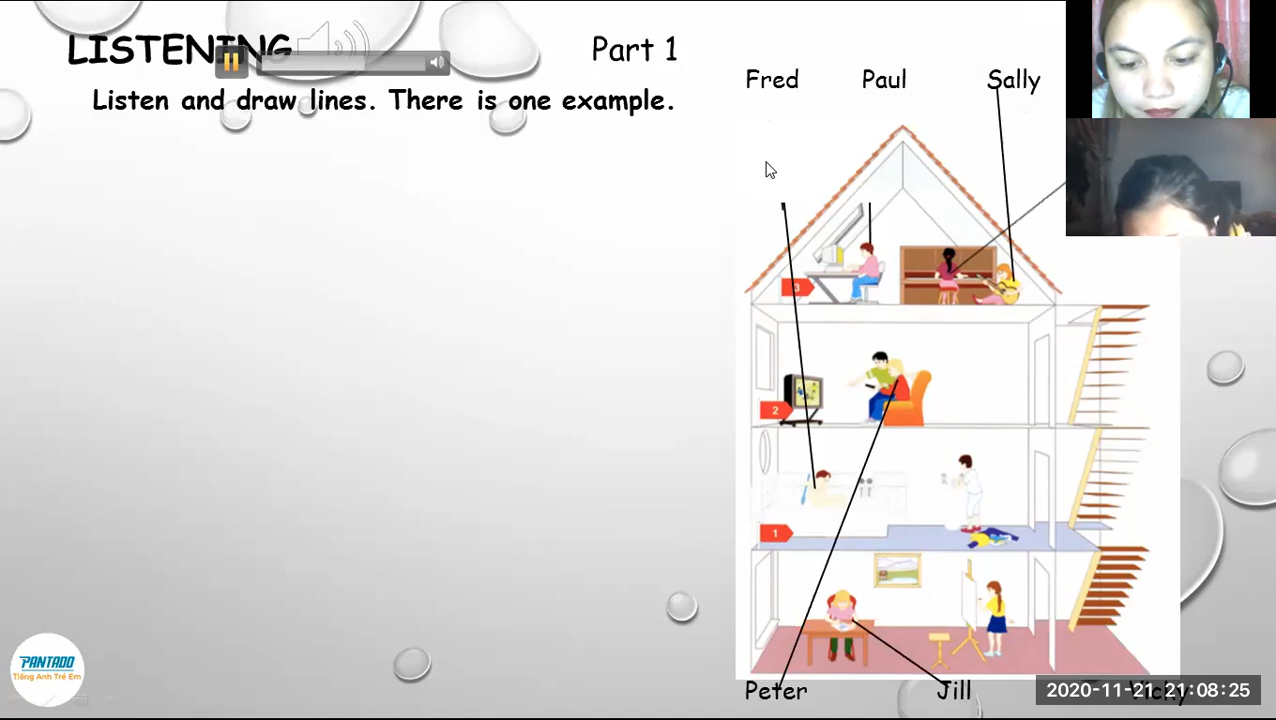 LISTENING
Part 1
Listen and draw lines. There is one example.
Fred Paul Sally
3
2
1
Peter Jill Vicky
PANTADO
Tiếng Anh Trẻ Em
2020-11-21 21:08:25